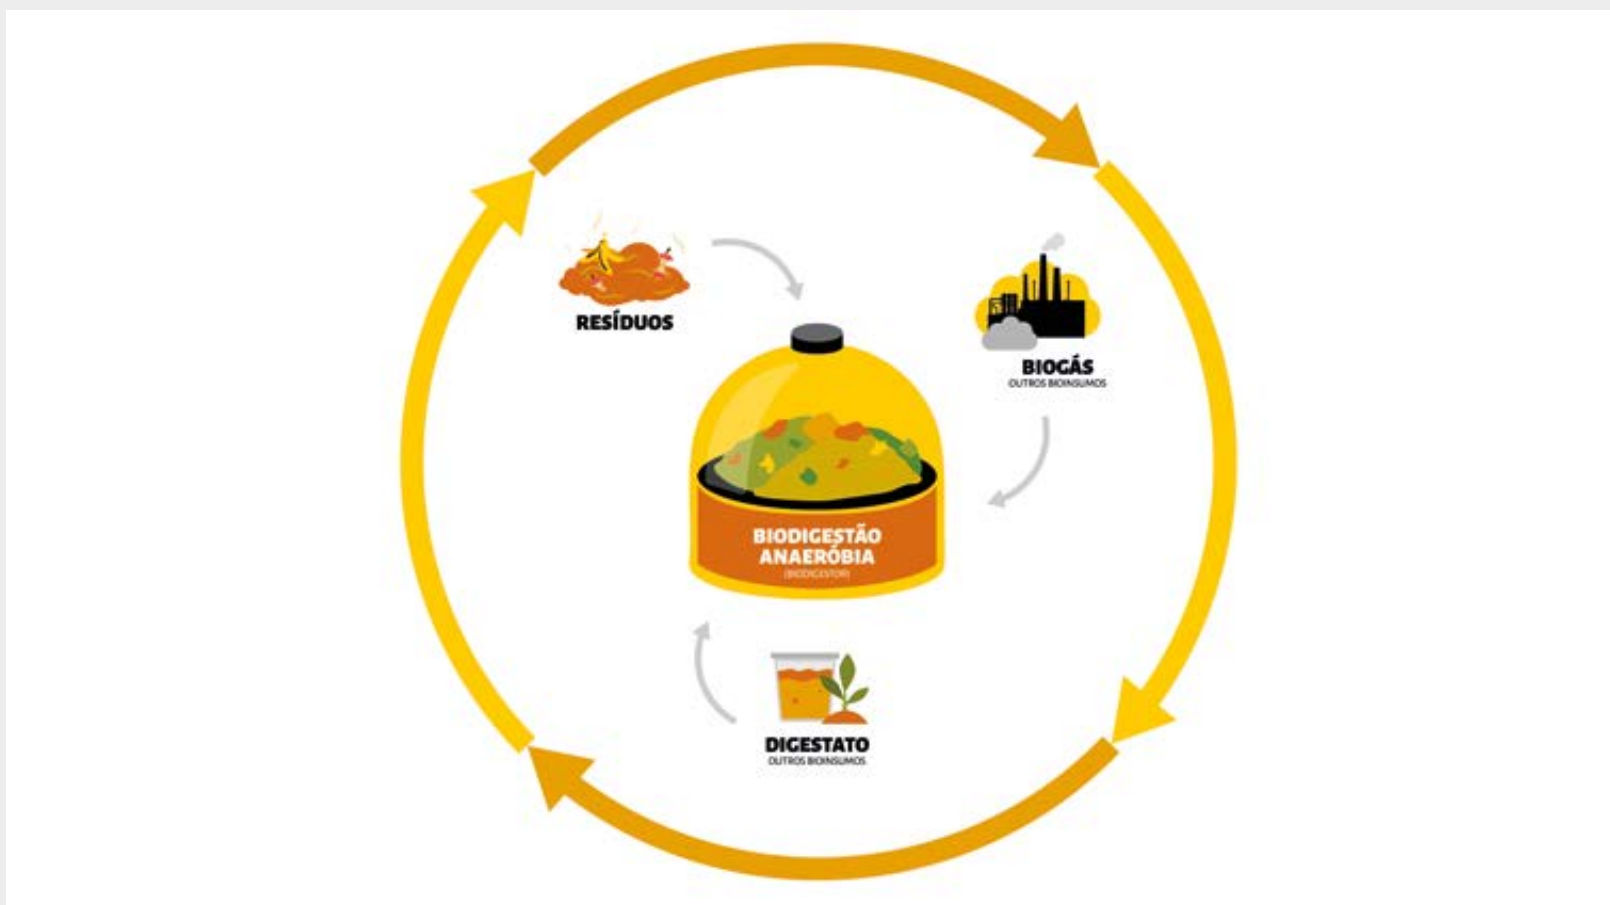 RESÍDUOS
BIOGÁS
OUTROS BIOINSUMOS
BIODIGESTÃO
ANAERÓBIA
(BIODIGESTOR)
DIGESTATO
OUTROS BIOINSUMOS